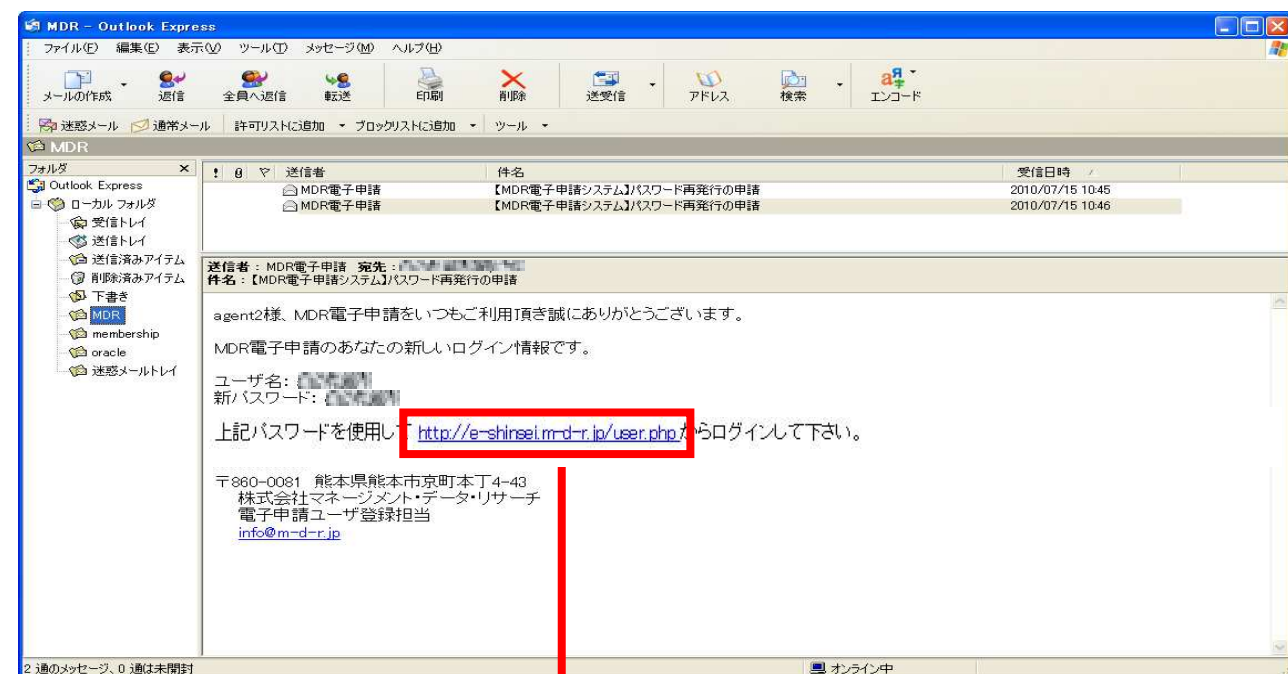 MDR - Outlook Express
ファイル(F) 編集(E) 表示(V) ツール(T) メッセージ(M) ヘルプ(H)
メールの作成 返信 全員へ返信 転送 印刷 削除 送受信 アドレス 検索 エンコード
迷惑メール 通常メール 許可リストに追加 ブロックリストに追加 ツール
MDR
フォルダ ×
! 送信者 件名 受信日時
Outlook Express
ローカル フォルダ
受信トレイ
送信トレイ
送信済みアイテム
削除済みアイテム
下書き
MDR
membership
oracle
迷惑メールトレイ
MDR電子申請 【MDR電子申請システム】パスワード再発行の申請 2010/07/15 10:45
MDR電子申請 【MDR電子申請システム】パスワード再発行の申請 2010/07/15 10:46
送信者: MDR電子申請 宛先:
件名:【MDR電子申請システム】パスワード再発行の申請
agent2様、MDR電子申請をいつもご利用頂き誠にありがとうございます。
MDR電子申請のあなたの新しいログイン情報です。
ユーザ名:
新パスワード:
上記パスワードを使用して http://e-shinsei.m-d-r.jp/user.php からログインして下さい。
〒860-0081 熊本県熊本市京町本丁4-43
株式会社マネージメント・データ・リサーチ
電子申請ユーザ登録担当
info@m-d-r.jp
2 通のメッセージ、0 通は未開封
オンライン中